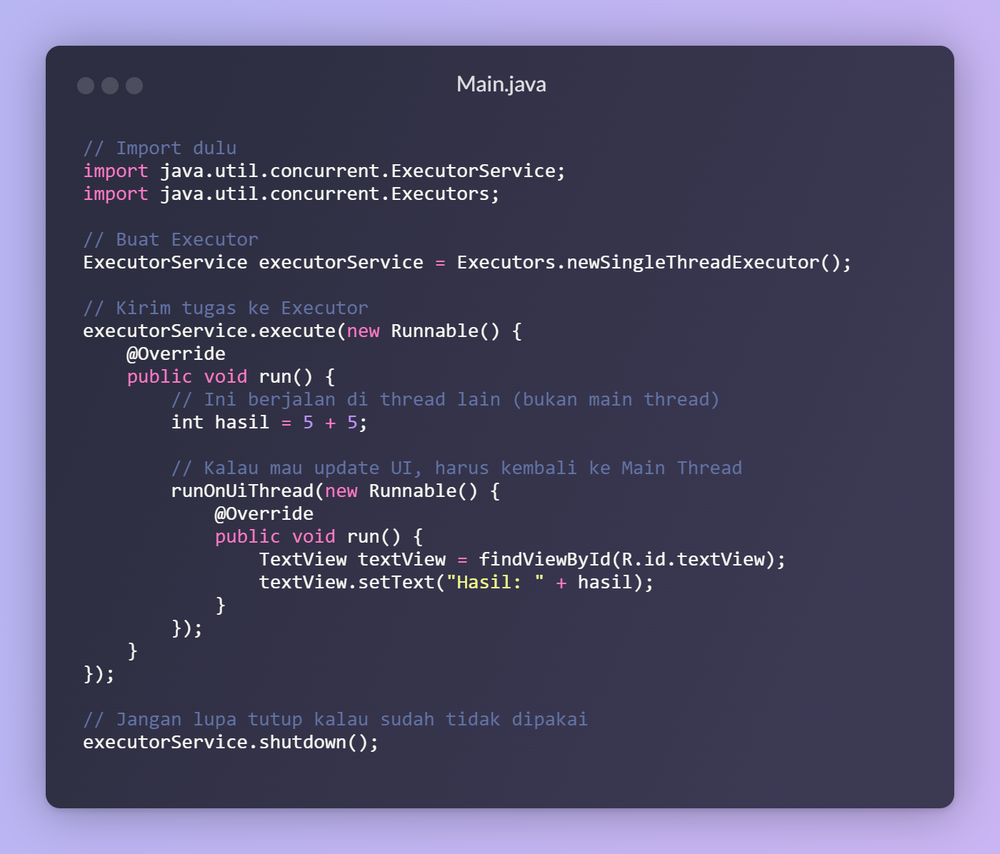 Main.java
// Import dulu
import java.util.concurrent.ExecutorService;
import java.util.concurrent.Executors;
// Buat Executor
ExecutorService executorService = Executors.newSingleThreadExecutor();
// Kirim tugas ke Executor
executorService.execute(new Runnable() {
    @Override
    public void run() {
        // Ini berjalan di thread lain (bukan main thread)
        int hasil = 5 + 5;
        // Kalau mau update UI, harus kembali ke Main Thread
        runOnUiThread(new Runnable() {
            @Override
            public void run() {
                TextView textView = findViewById(R.id.textView);
                textView.setText("Hasil: " + hasil);
            }
        });
    }
});
// Jangan lupa tutup kalau sudah tidak dipakai
executorService.shutdown();